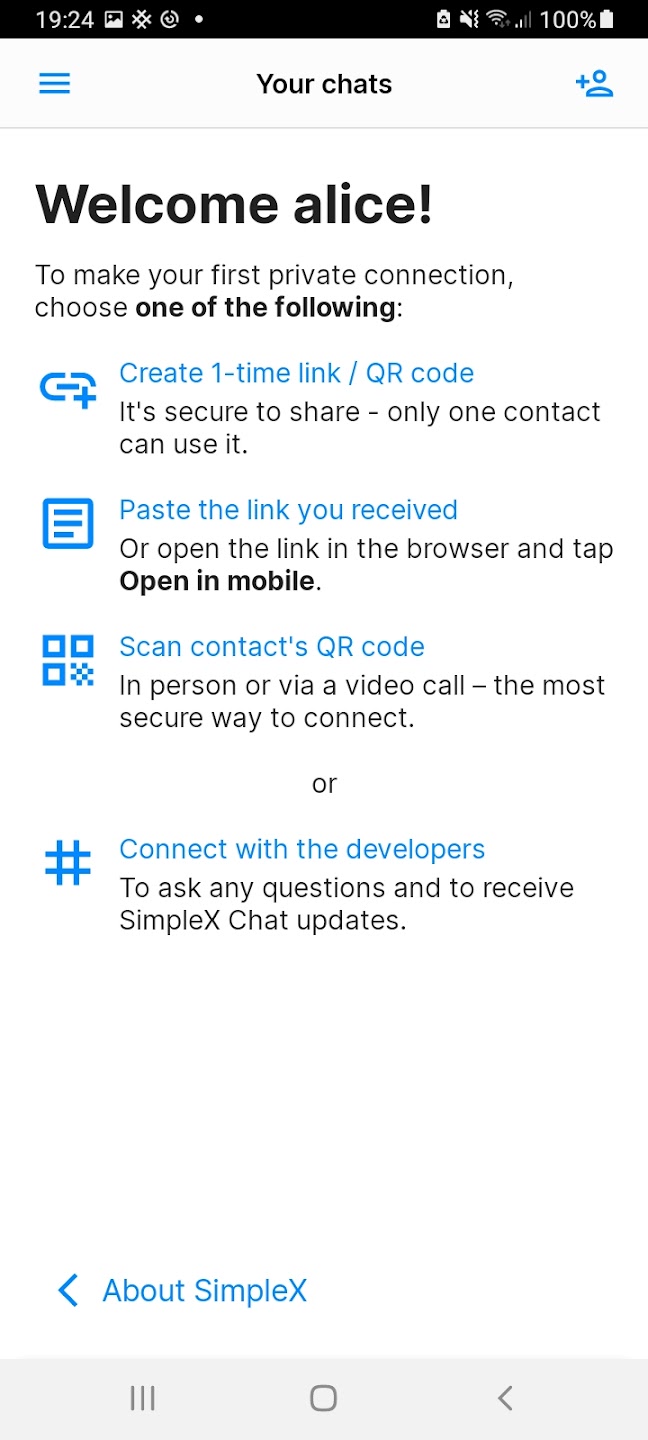 19:24
100%
Your chats
Welcome alice!
To make your first private connection,
choose one of the following:
Create 1-time link / QR code
It's secure to share - only one contact
can use it.
Paste the link you received
Or open the link in the browser and tap
Open in mobile.
Scan contact's QR code
In person or via a video call – the most
secure way to connect.
or
Connect with the developers
To ask any questions and to receive
SimpleX Chat updates.
About SimpleX